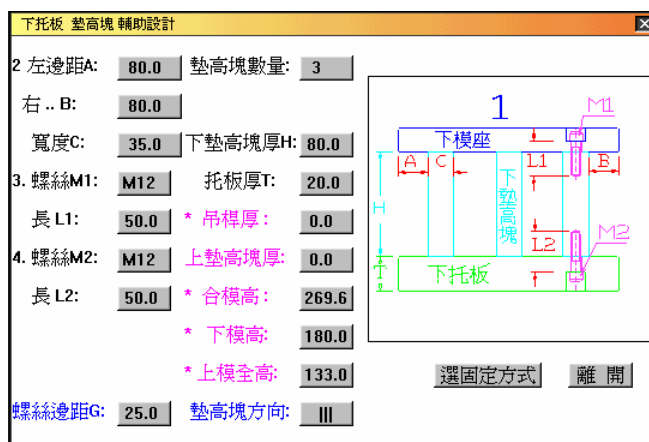 下托板 墊高塊 輔助設計
2 左邊距A: 80.0 墊高塊數量: 3
右 .. B: 80.0
寬度C: 35.0 下墊高塊厚H: 80.0
3. 螺絲M1: M12 托板厚T: 20.0
長 L1: 50.0 * 吊桿厚: 0.0
4. 螺絲M2: M12 上墊高塊厚: 0.0
長 L2: 50.0 * 合模高: 269.6
* 下模高: 180.0
* 上模全高: 133.0
螺絲邊距G: 25.0 墊高塊方向: |||
1
M1
下模座
A C L1 B
H
下墊高塊
L2
M2
T
下托板
選固定方式 離 開